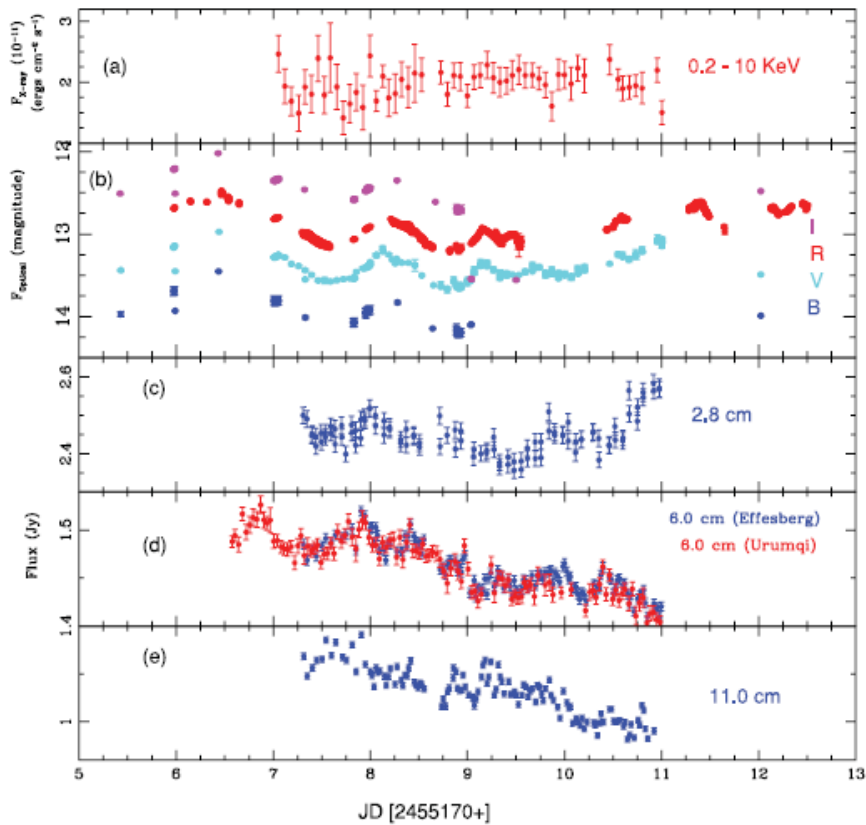 F_X-ray (10⁻¹¹)
(ergs cm⁻² s⁻¹)
3
2
2
(a)
0.2 - 10 KeV
F_Optical (magnitude)
12
13
14
(b)
I
R
V
B
2.6
2.4
(c)
2.8 cm
Flux (Jy)
1.5
1.4
(d)
6.0 cm (Effesberg)
6.0 cm (Urumqi)
1
(e)
11.0 cm
5 6 7 8 9 10 11 12 13
JD [2455170+]